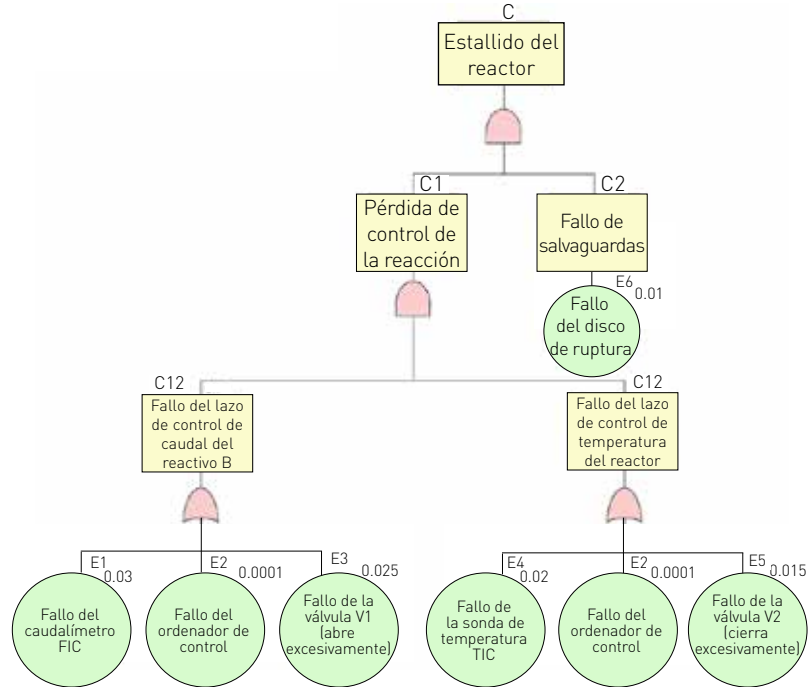 C
Estallido del
reactor
C1
Pérdida de
control de
la reacción
C2
Fallo de
salvaguardas
E6
0.01
Fallo
del disco
de ruptura
C12
Fallo del lazo
de control de
caudal del
reactivo B
C12
Fallo del lazo
de control de
temperatura
del reactor
E1
0.03
Fallo del
caudalímetro
FIC
E2
0.0001
Fallo del
ordenador de
control
E3
0.025
Fallo de la
válvula V1
(abre
excesivamente)
E4
0.02
Fallo de
la sonda de
temperatura
TIC
E2
0.0001
Fallo del
ordenador de
control
E5
0.015
Fallo de la
válvula V2
(cierra
excesivamente)